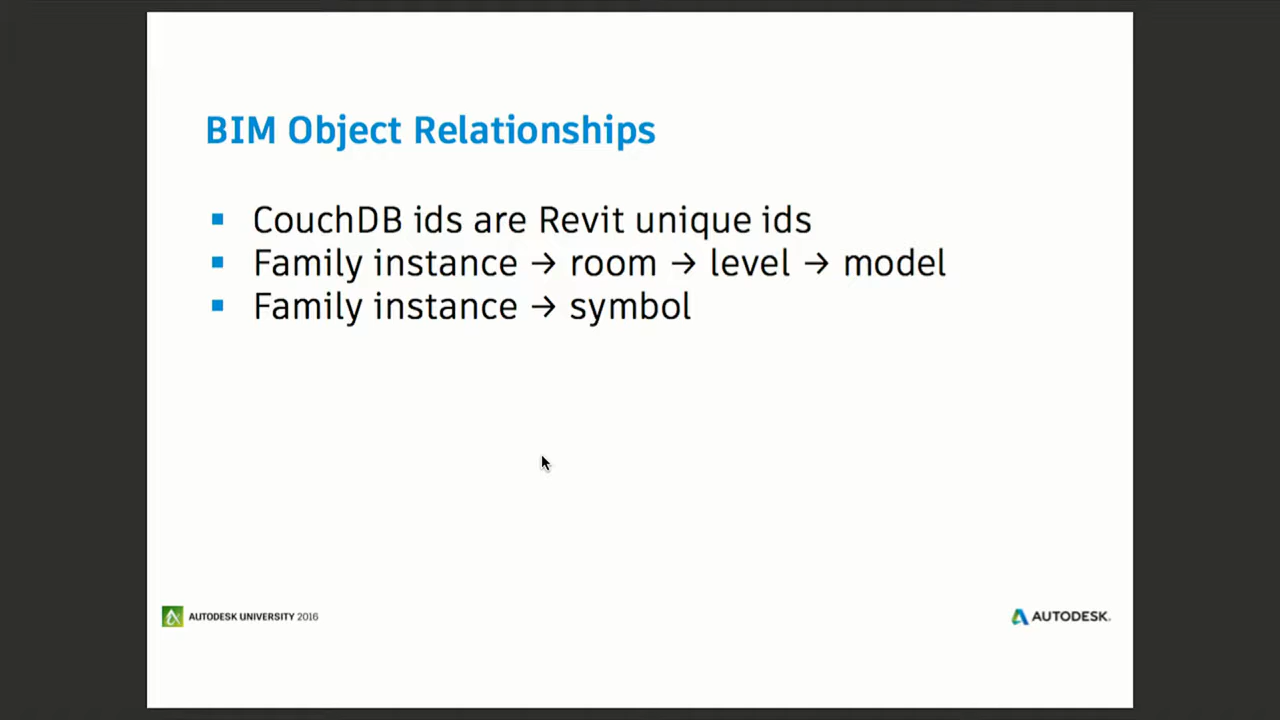 BIM Object Relationships
CouchDB ids are Revit unique ids
Family instance → room → level → model
Family instance → symbol
AUTODESK UNIVERSITY 2016
AUTODESK.